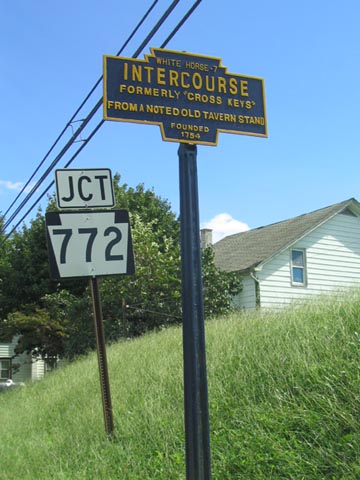 WHITE HORSE-7
INTERCOURSE
FORMERLY "CROSS KEYS"
FROM A NOTED OLD TAVERN STAND
FOUNDED
1754
JCT
772